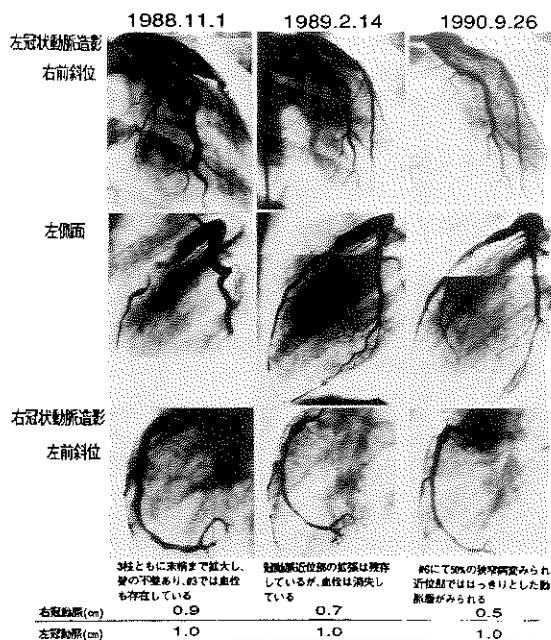 1988.11.1 1989.2.14 1990.9.26
左冠状動脈造影
右前斜位
左側面
右冠状動脈造影
左前斜位
3枝ともに末梢まで拡大し、 冠動脈近位部の拡張は残存 #6にて50%の狭窄病変みられ
壁の不整あり、#3では血栓 しているが、血栓は消失し 近位部でははっきりとした動
も存在している ている 脈瘤がみられる
右冠動脈(cm) 0.9 0.7 0.5
左冠動脈(cm) 1.0 1.0 1.0